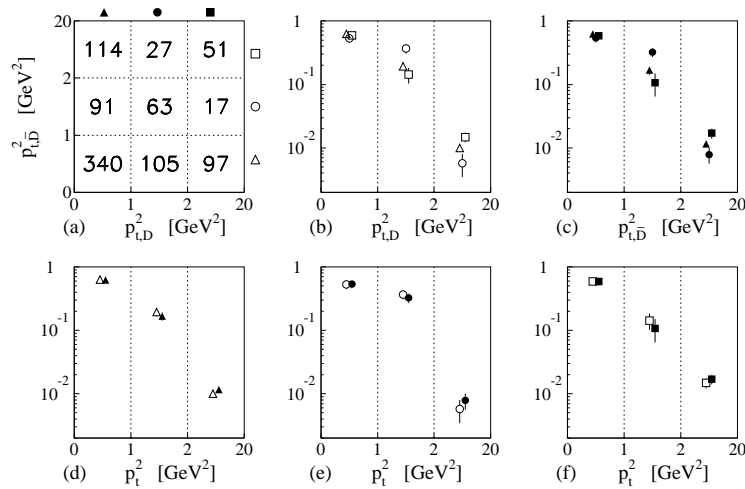 20 114 27 51
2
91 63 17
1
340 105 97
0
0 1 2 20
p²t,D̄ [GeV²]
(a) p²t,D [GeV²]
1
10⁻¹
10⁻²
0 1 2 20
(b) p²t,D [GeV²]
1
10⁻¹
10⁻²
0 1 2 20
(c) p²t,D̄ [GeV²]
1
10⁻¹
10⁻²
0 1 2 20
(d) p²t [GeV²]
1
10⁻¹
10⁻²
0 1 2 20
(e) p²t [GeV²]
1
10⁻¹
10⁻²
0 1 2 20
(f) p²t [GeV²]